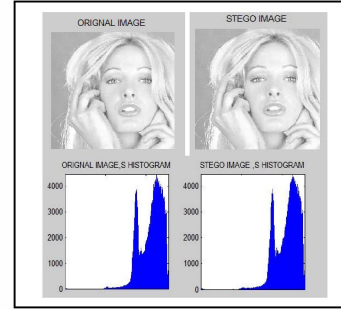 ORIGNAL IMAGE
STEGO IMAGE
ORIGNAL IMAGE,S HISTOGRAM
STEGO IMAGE ,S HISTOGRAM
4000
3000
2000
1000
0
4000
3000
2000
1000
0